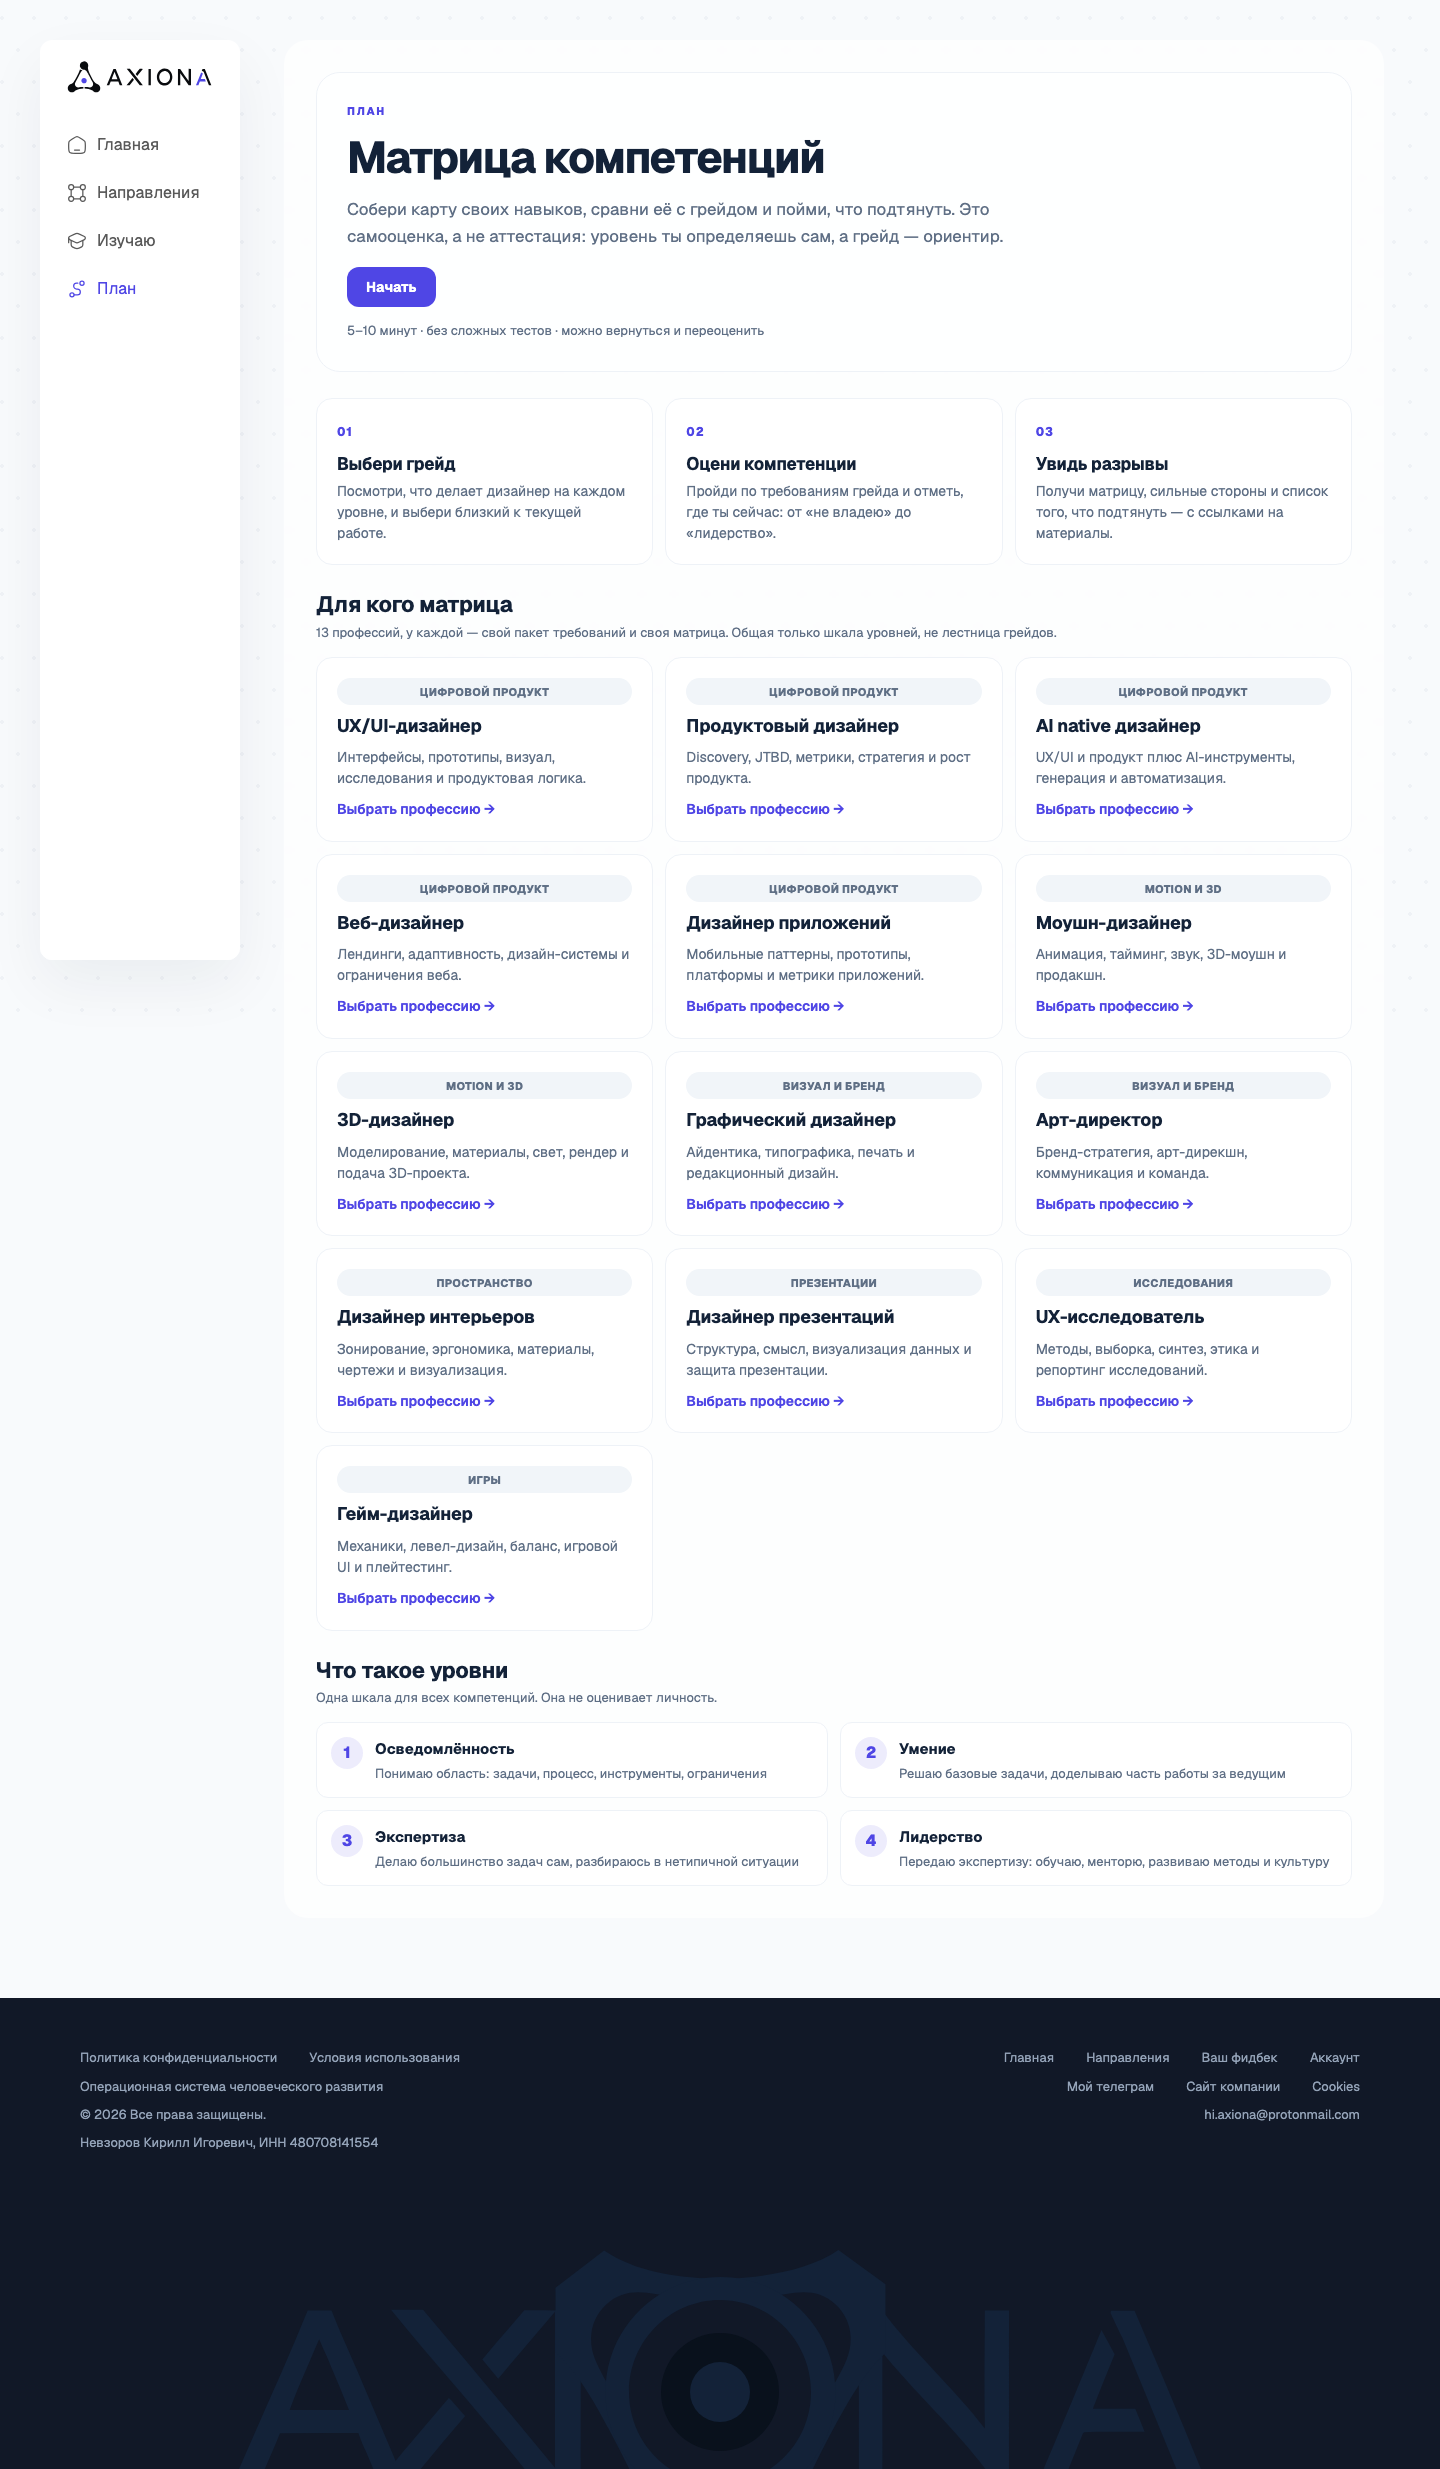 AXIONA
Главная
Направления
Изучаю
План
ПЛАН
Матрица компетенций
Собери карту своих навыков, сравни её с грейдом и пойми, что подтянуть. Это
самооценка, а не аттестация: уровень ты определяешь сам, а грейд — ориентир.
Начать
5–10 минут · без сложных тестов · можно вернуться и переоценить
01
Выбери грейд
Посмотри, что делает дизайнер на каждом
уровне, и выбери близкий к текущей
работе.
02
Оцени компетенции
Пройди по требованиям грейда и отметь,
где ты сейчас: от «не владею» до
«лидерство».
03
Увидь разрывы
Получи матрицу, сильные стороны и список
того, что подтянуть — с ссылками на
материалы.
Для кого матрица
13 профессий, у каждой — свой пакет требований и своя матрица. Общая только шкала уровней, не лестница грейдов.
ЦИФРОВОЙ ПРОДУКТ
UX/UI-дизайнер
Интерфейсы, прототипы, визуал,
исследования и продуктовая логика.
Выбрать профессию →
ЦИФРОВОЙ ПРОДУКТ
Продуктовый дизайнер
Discovery, JTBD, метрики, стратегия и рост
продукта.
Выбрать профессию →
ЦИФРОВОЙ ПРОДУКТ
AI native дизайнер
UX/UI и продукт плюс AI-инструменты,
генерация и автоматизация.
Выбрать профессию →
ЦИФРОВОЙ ПРОДУКТ
Веб-дизайнер
Лендинги, адаптивность, дизайн-системы и
ограничения веба.
Выбрать профессию →
ЦИФРОВОЙ ПРОДУКТ
Дизайнер приложений
Мобильные паттерны, прототипы,
платформы и метрики приложений.
Выбрать профессию →
MOTION И 3D
Моушн-дизайнер
Анимация, тайминг, звук, 3D-моушн и
продакшн.
Выбрать профессию →
MOTION И 3D
3D-дизайнер
Моделирование, материалы, свет, рендер и
подача 3D-проекта.
Выбрать профессию →
ВИЗУАЛ И БРЕНД
Графический дизайнер
Айдентика, типографика, печать и
редакционный дизайн.
Выбрать профессию →
ВИЗУАЛ И БРЕНД
Арт-директор
Бренд-стратегия, арт-дирекшн,
коммуникация и команда.
Выбрать профессию →
ПРОСТРАНСТВО
Дизайнер интерьеров
Зонирование, эргономика, материалы,
чертежи и визуализация.
Выбрать профессию →
ПРЕЗЕНТАЦИИ
Дизайнер презентаций
Структура, смысл, визуализация данных и
защита презентации.
Выбрать профессию →
ИССЛЕДОВАНИЯ
UX-исследователь
Методы, выборка, синтез, этика и
репортинг исследований.
Выбрать профессию →
ИГРЫ
Гейм-дизайнер
Механики, левел-дизайн, баланс, игровой
UI и плейтестинг.
Выбрать профессию →
Что такое уровни
Одна шкала для всех компетенций. Она не оценивает личность.
1
Осведомлённость
Понимаю область: задачи, процесс, инструменты, ограничения
2
Умение
Решаю базовые задачи, доделываю часть работы за ведущим
3
Экспертиза
Делаю большинство задач сам, разбираюсь в нетипичной ситуации
4
Лидерство
Передаю экспертизу: обучаю, менторю, развиваю методы и культуру
Политика конфиденциальности Условия использования
Операционная система человеческого развития
© 2026 Все права защищены.
Невзоров Кирилл Игоревич, ИНН 480708141554
Главная Направления Ваш фидбек Аккаунт
Мой телеграм Сайт компании Cookies
hi.axiona@protonmail.com
AXIONA